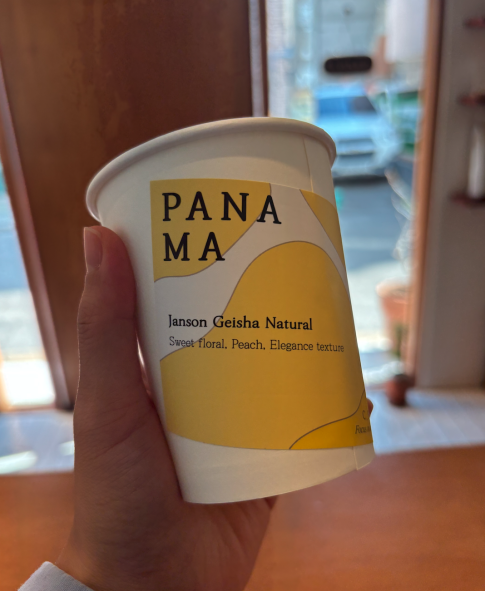 PANA
MA
Janson Geisha Natural
Sweet floral, Peach, Elegance texture